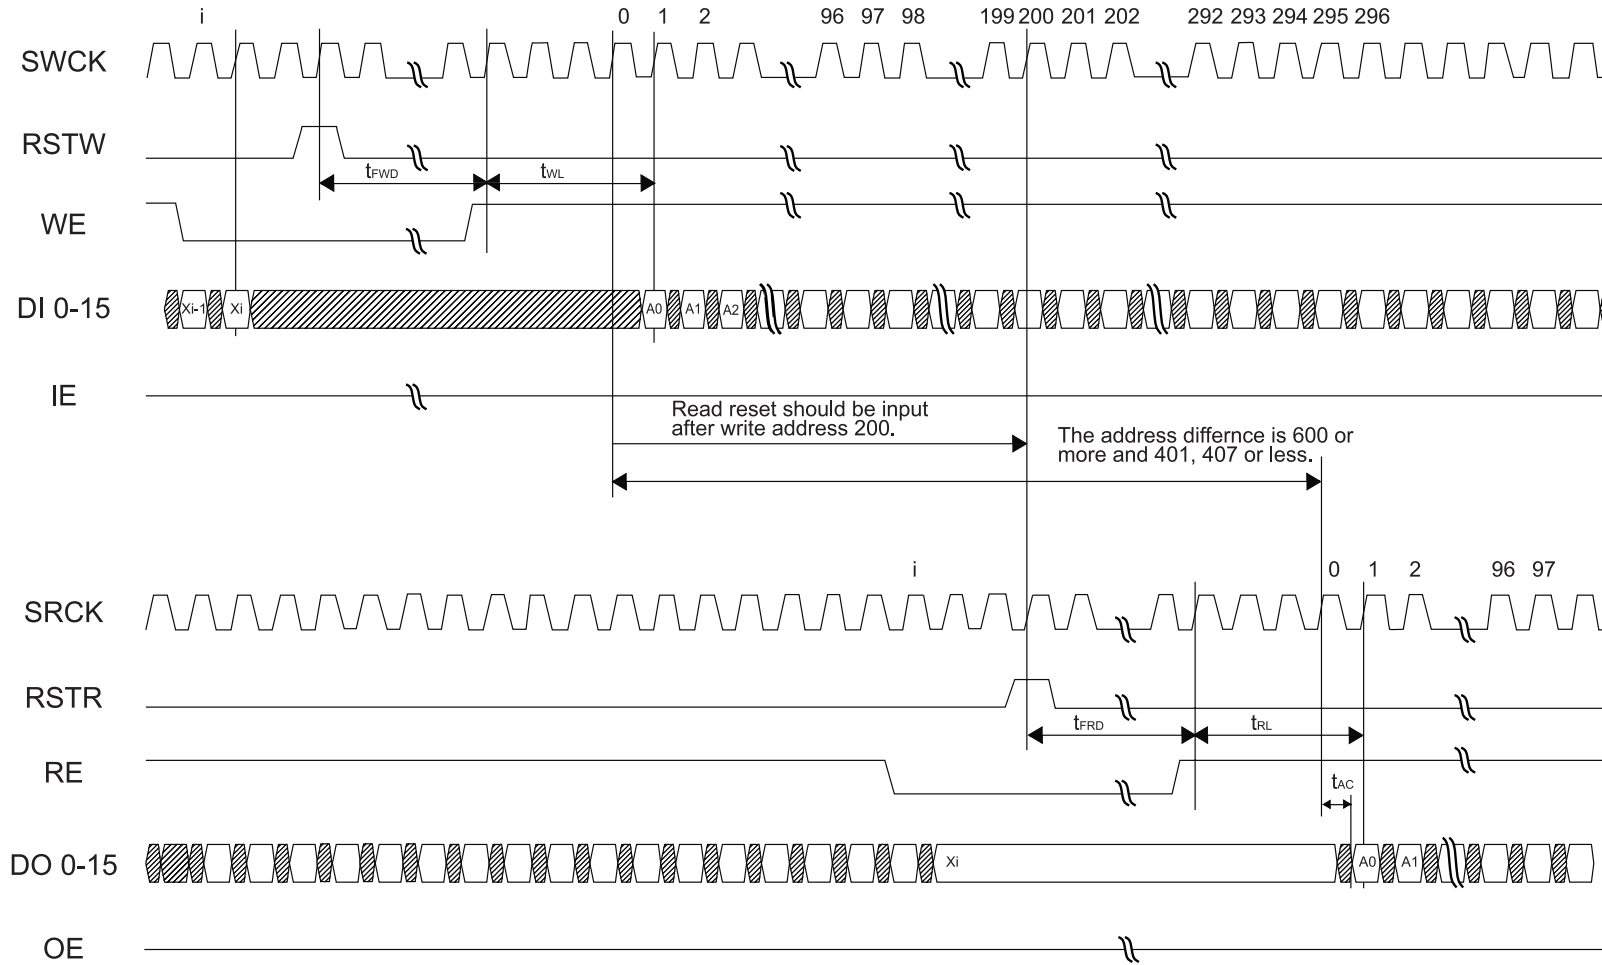 i 0 1 2 96 97 98 199 200 201 202 292 293 294 295 296
SWCK
RSTW
tFWD tWL
WE
DI 0-15 Xi-1 Xi A0 A1 A2
IE
Read reset should be input
after write address 200.
The address differnce is 600 or
more and 401, 407 or less.
i 0 1 2 96 97
SRCK
RSTR
tFRD tRL
RE
tAC
DO 0-15 Xi A0 A1
OE